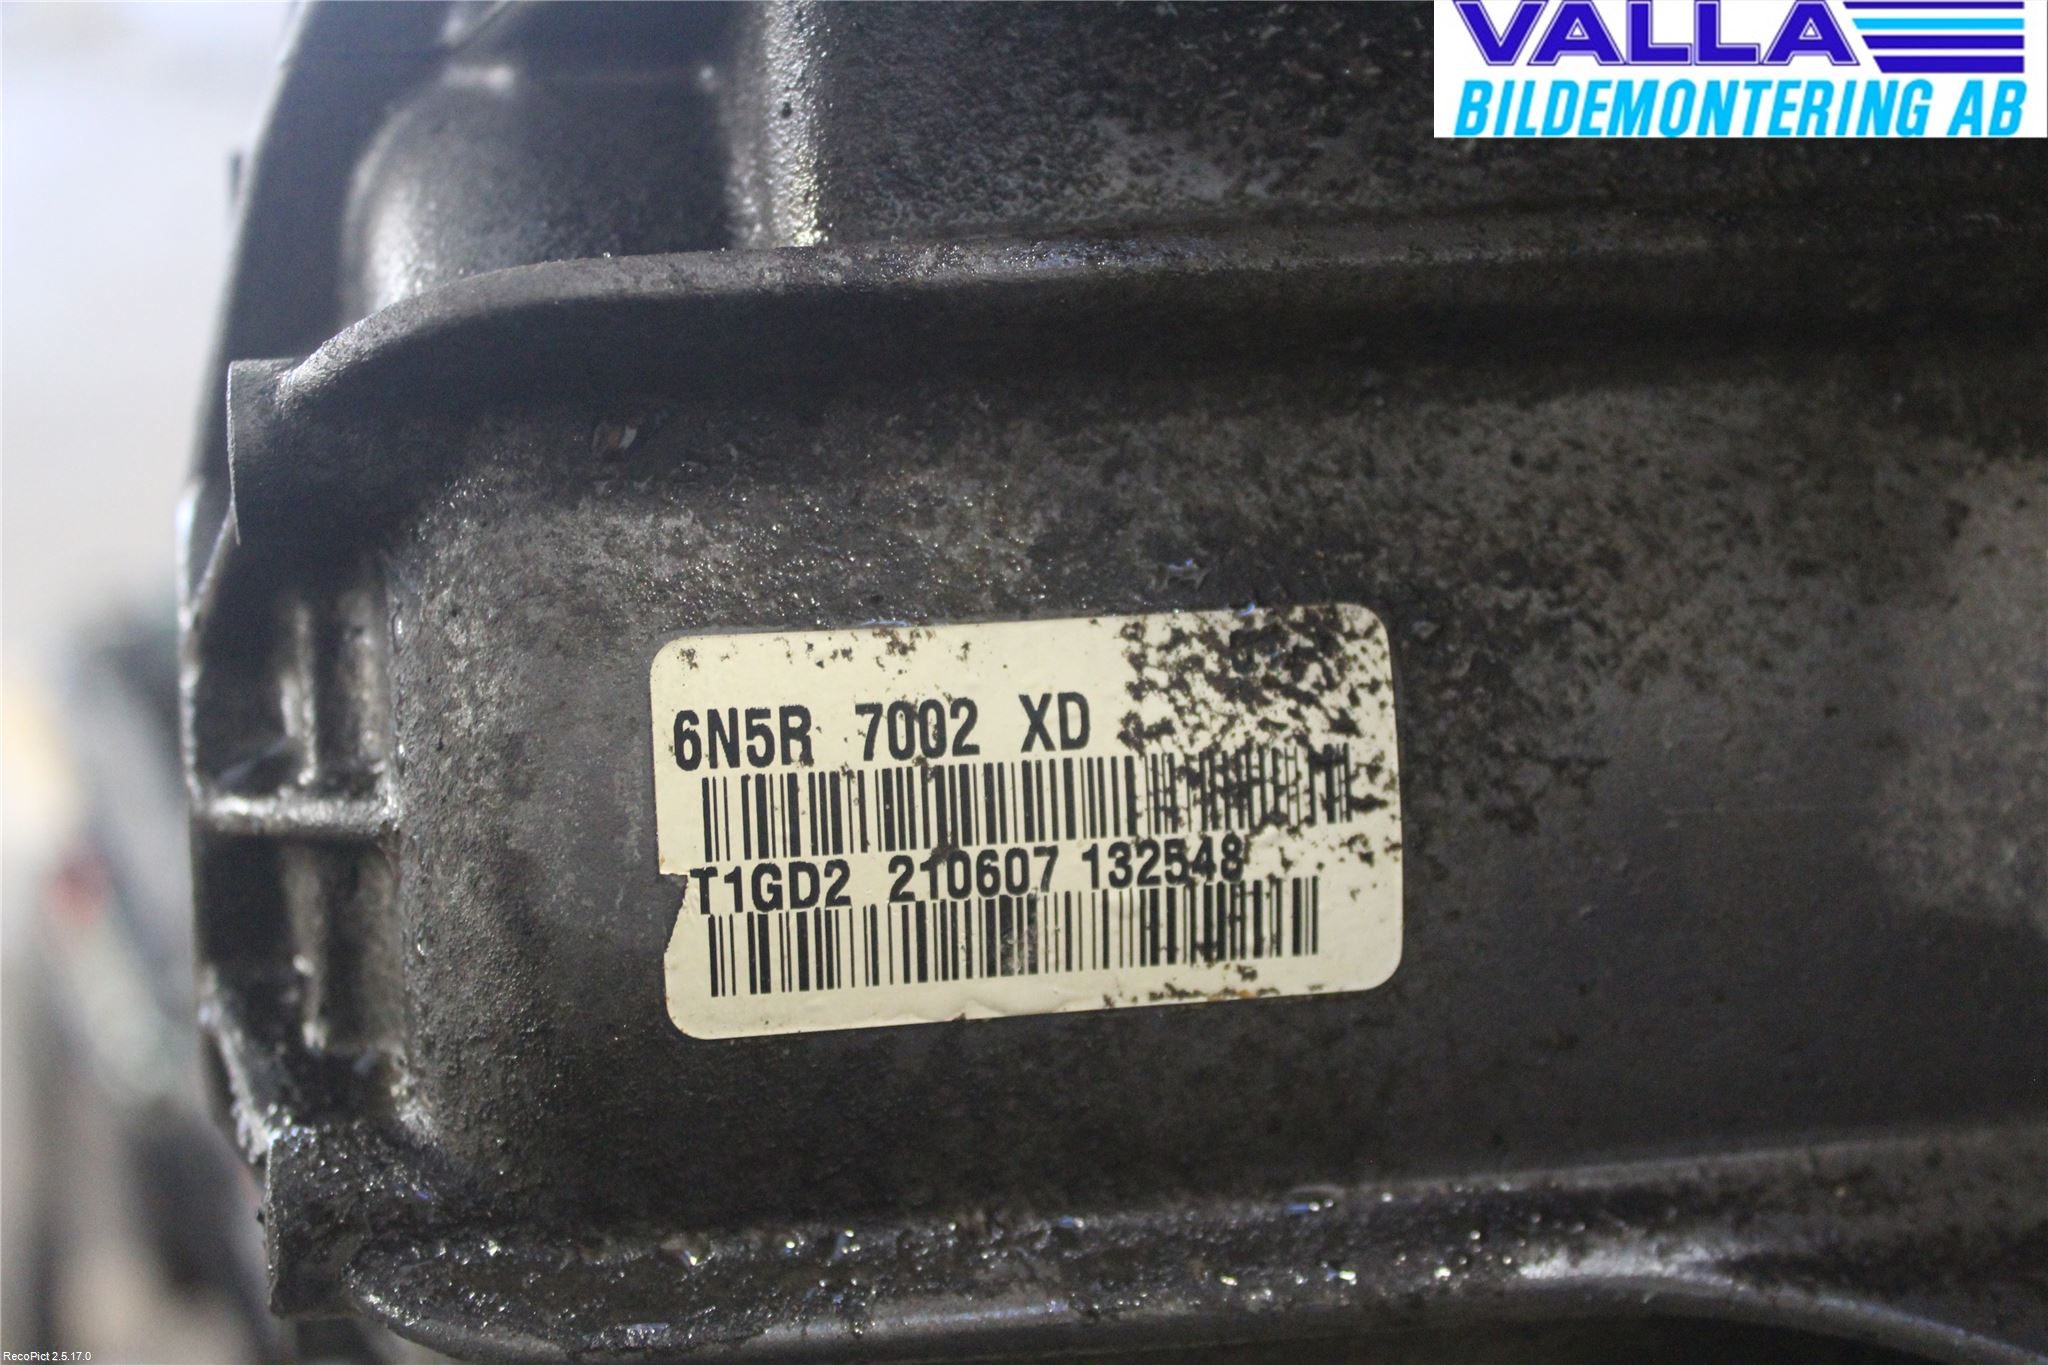 VALLA
BILDEMONTERING AB
6N5R 7002 XD
T1GD2 210607 132548
RecoPict 2.5.17.0